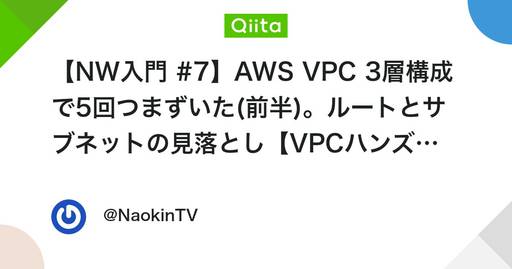 Qiita
【NW入門 #7】AWS VPC 3層構成
で5回つまずいた(前半)。ルートとサ
ブネットの見落とし【VPCハンズ…
@NaokinTV